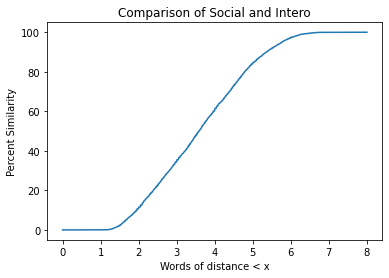 Comparison of Social and Intero
100
80
60
40
20
0
Percent Similarity
0 1 2 3 4 5 6 7 8
Words of distance < x